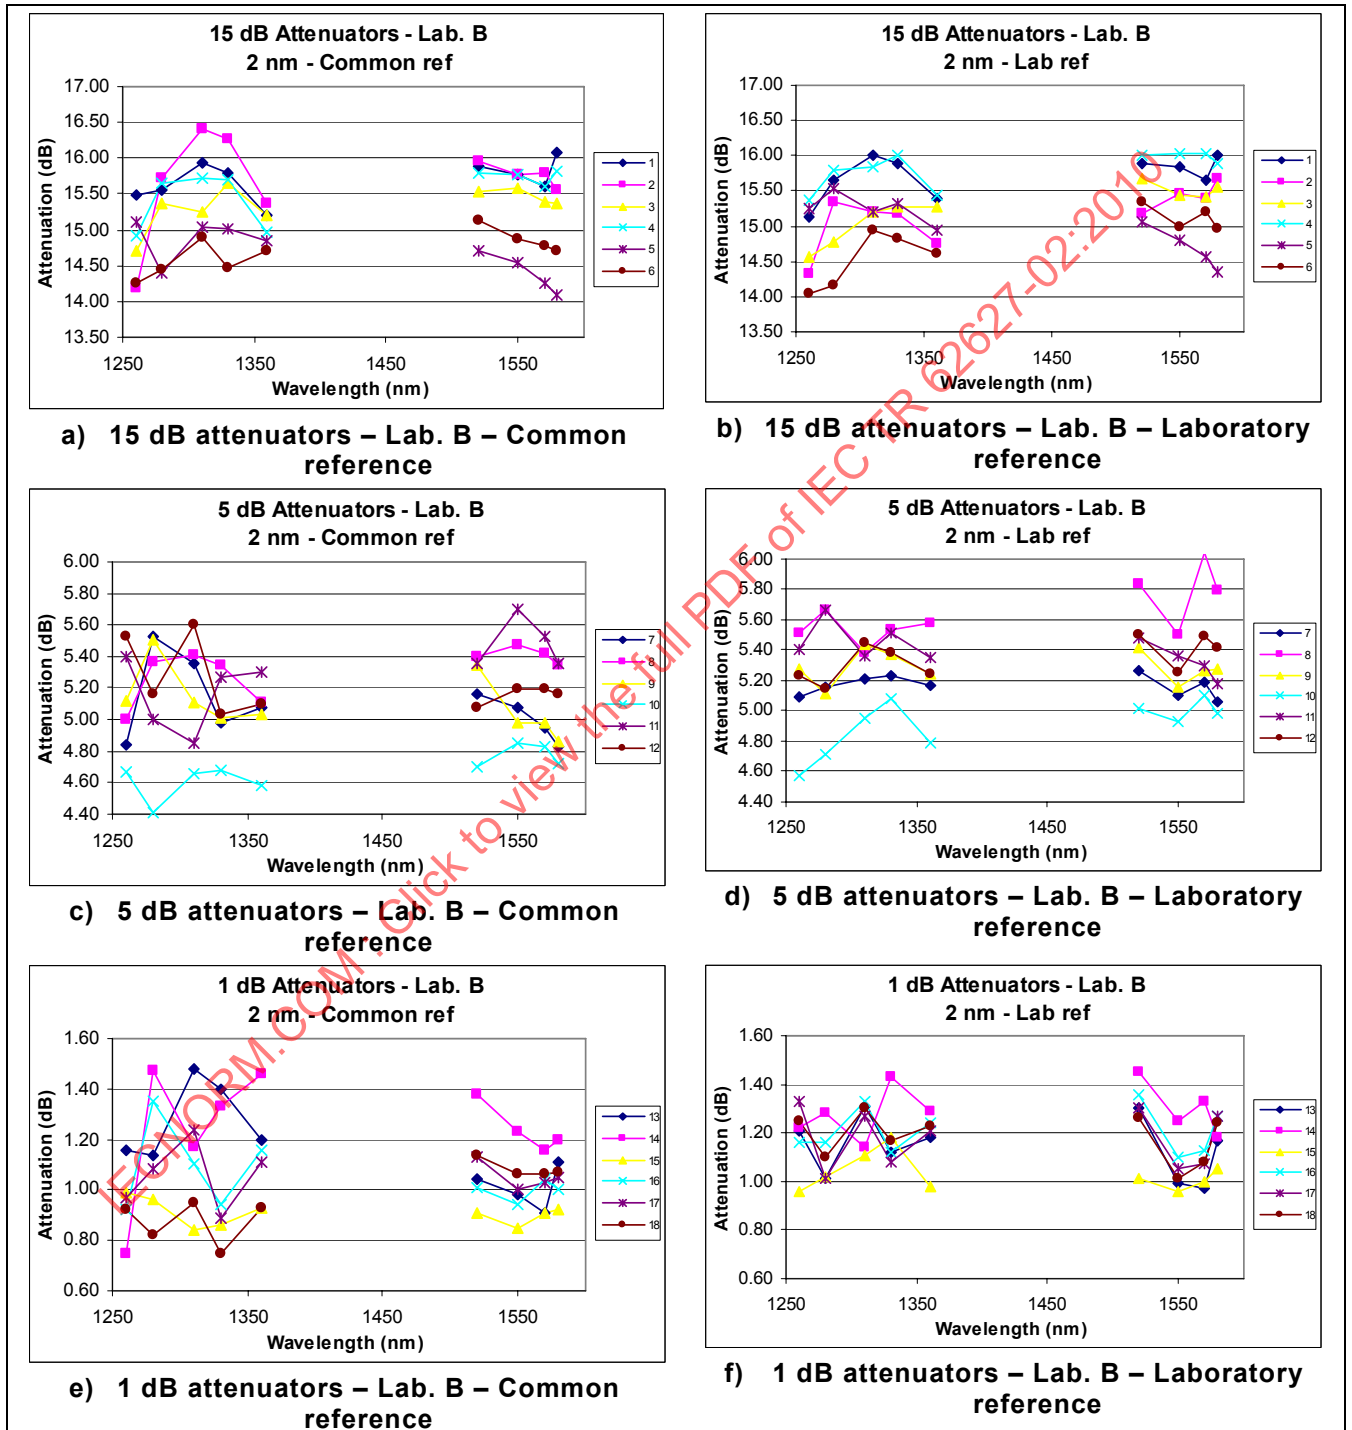 15 dB Attenuators - Lab. B
2 nm - Common ref
17.00
16.50
16.00
15.50
15.00
14.50
14.00
13.50
Attenuation (dB)
1250
1350
1450
1550
Wavelength (nm)
1
2
3
4
5
6
a) 15 dB attenuators – Lab. B – Common
reference
15 dB Attenuators - Lab. B
2 nm - Lab ref
17.00
16.50
16.00
15.50
15.00
14.50
14.00
13.50
Attenuation (dB)
1250
1350
1450
1550
Wavelength (nm)
1
2
3
4
5
6
b) 15 dB attenuators – Lab. B – Laboratory
reference
5 dB Attenuators - Lab. B
2 nm - Common ref
6.00
5.80
5.60
5.40
5.20
5.00
4.80
4.60
4.40
Attenuation (dB)
1250
1350
1450
1550
Wavelength (nm)
7
8
9
10
11
12
c) 5 dB attenuators – Lab. B – Common
reference
5 dB Attenuators - Lab. B
2 nm - Lab ref
6.00
5.80
5.60
5.40
5.20
5.00
4.80
4.60
4.40
Attenuation (dB)
1250
1350
1450
1550
Wavelength (nm)
7
8
9
10
11
12
d) 5 dB attenuators – Lab. B – Laboratory
reference
1 dB Attenuators - Lab. B
2 nm - Common ref
1.60
1.40
1.20
1.00
0.80
0.60
Attenuation (dB)
1250
1350
1450
1550
Wavelength (nm)
13
14
15
16
17
18
e) 1 dB attenuators – Lab. B – Common
reference
1 dB Attenuators - Lab. B
2 nm - Lab ref
1.60
1.40
1.20
1.00
0.80
0.60
Attenuation (dB)
1250
1350
1450
1550
Wavelength (nm)
13
14
15
16
17
18
f) 1 dB attenuators – Lab. B – Laboratory
reference
IECNORM.COM : Click to view the full PDF of IEC TR 62627-02:2010